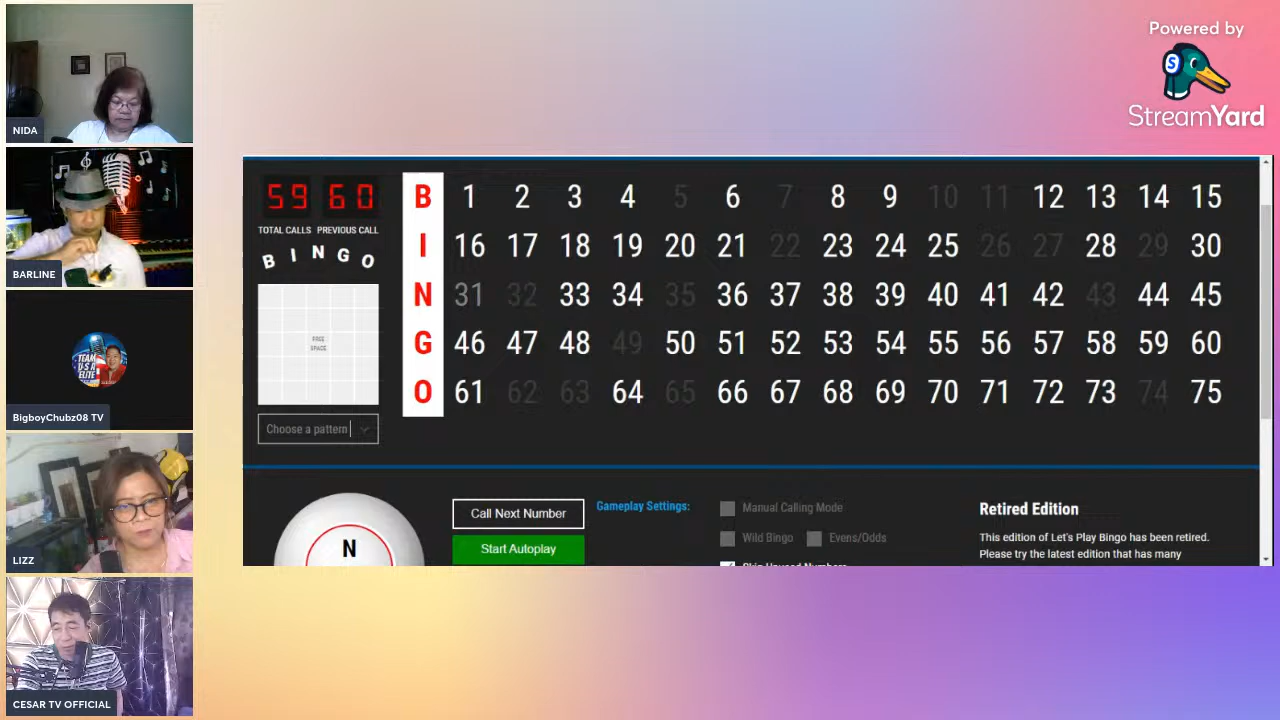 NIDA
BARLINE
TEAM
U-S-A
ELITE
BigboyChubz08 TV
LIZZ
CESAR TV OFFICIAL
Powered by
S
StreamYard
59 60
TOTAL CALLS PREVIOUS CALL
BINGO
FREE
SPACE
Choose a pattern
B 1 2 3 4 5 6 7 8 9 10 11 12 13 14 15
I 16 17 18 19 20 21 22 23 24 25 26 27 28 29 30
N 31 32 33 34 35 36 37 38 39 40 41 42 43 44 45
G 46 47 48 49 50 51 52 53 54 55 56 57 58 59 60
O 61 62 63 64 65 66 67 68 69 70 71 72 73 74 75
N
Call Next Number
Start Autoplay
Gameplay Settings:
Manual Calling Mode
Wild Bingo Evens/Odds
Skip Unused Numbers
Retired Edition
This edition of Let's Play Bingo has been retired.
Please try the latest edition that has many